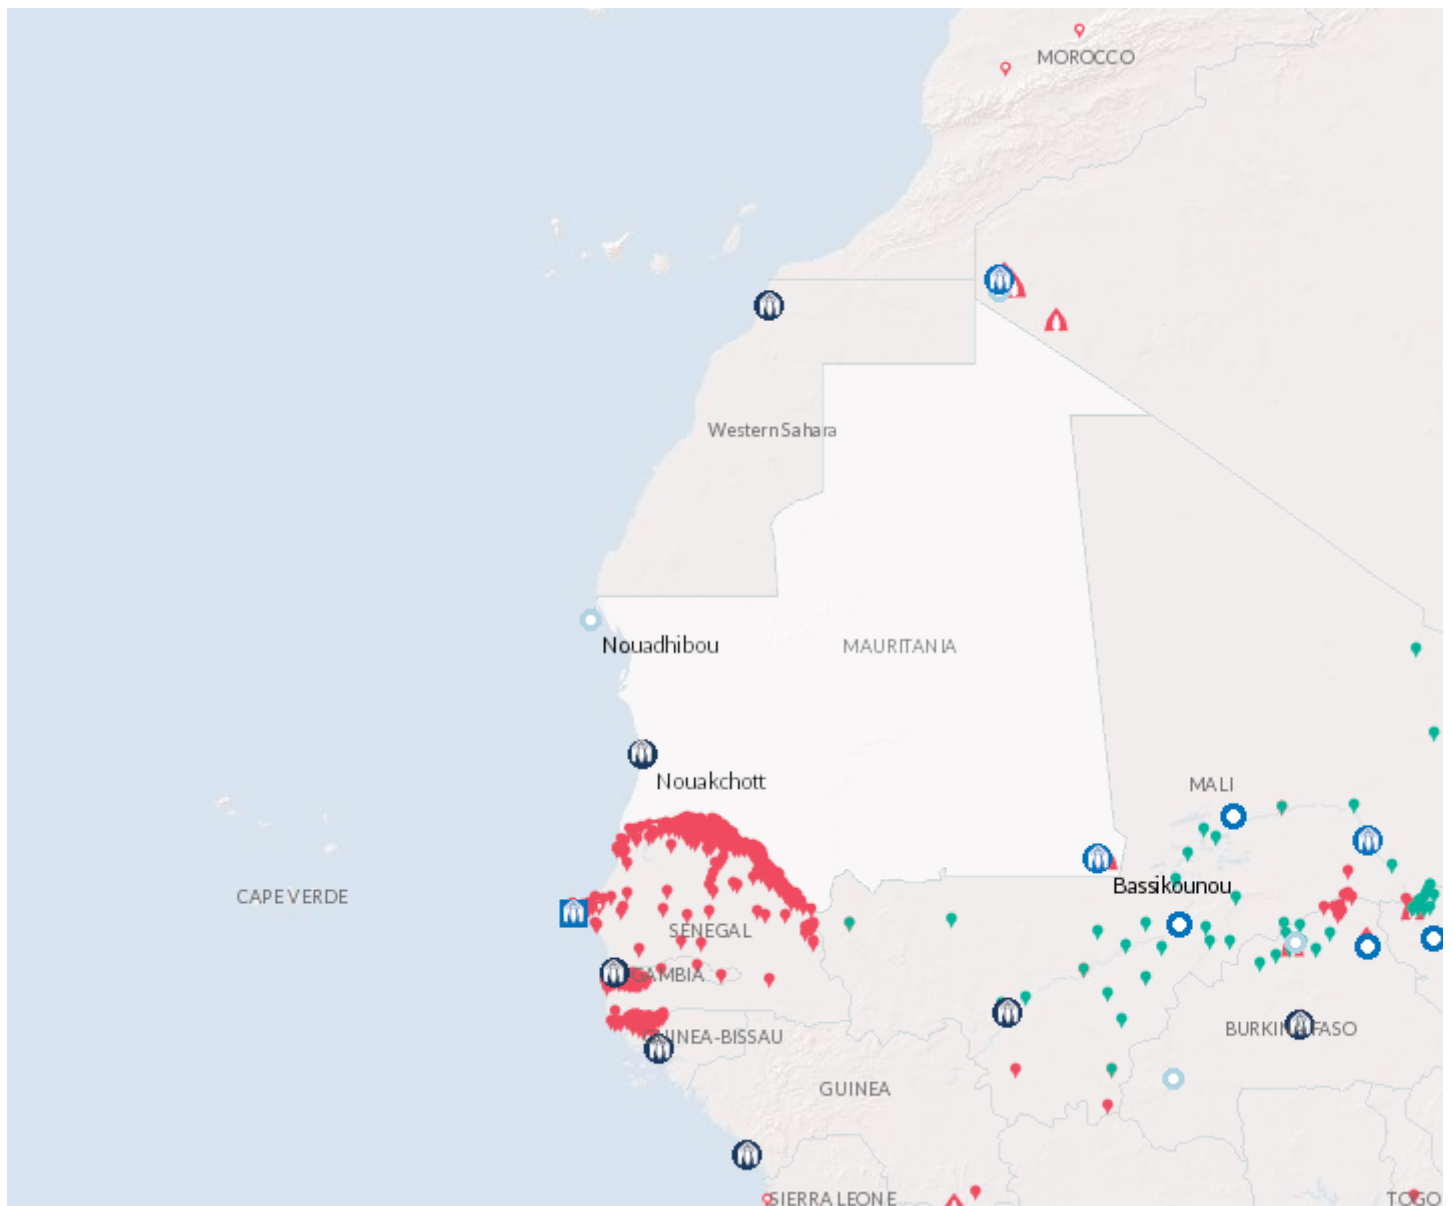 MOROCCO
Western Sahara
Nouadhibou
MAURITANIA
Nouakchott
MALI
Bassikounou
CAPE VERDE
SENEGAL
GAMBIA
BURKINA FASO
GUINEA-BISSAU
GUINEA
SIERRA LEONE
TOGO